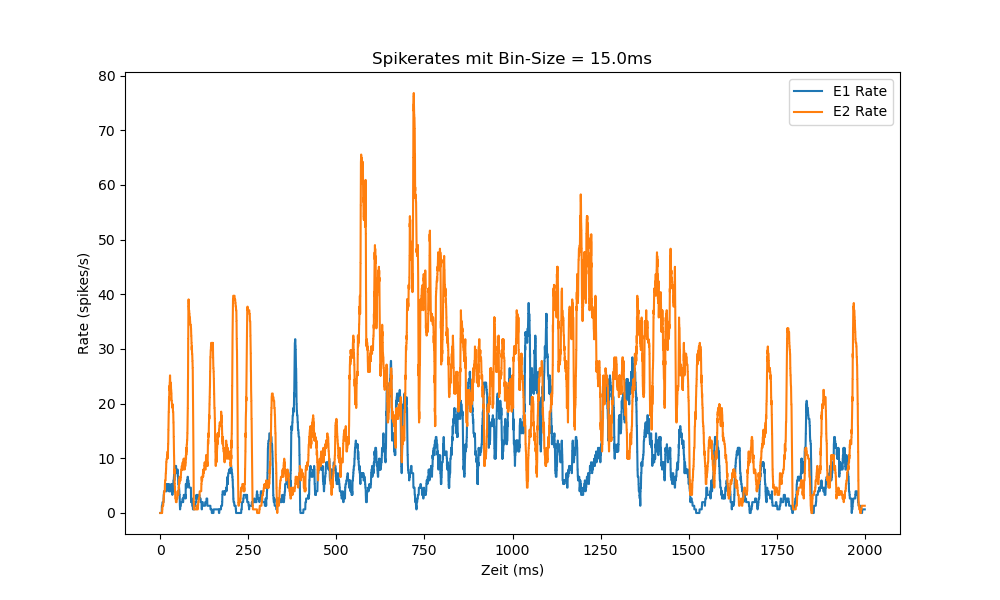 Spikerates mit Bin-Size = 15.0ms
E1 Rate
E2 Rate
80
70
60
50
40
30
20
10
0
Rate (spikes/s)
0 250 500 750 1000 1250 1500 1750 2000
Zeit (ms)